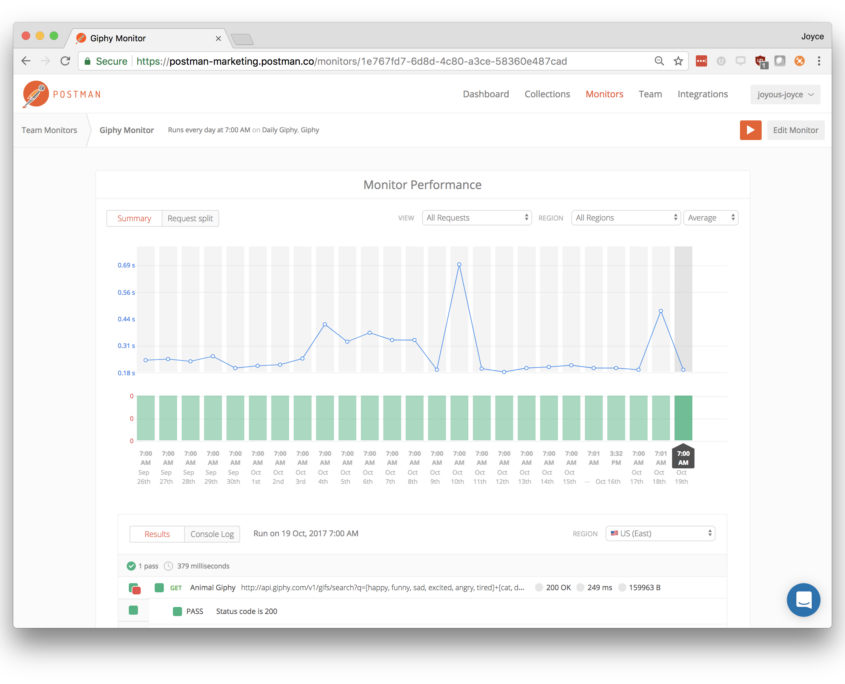 Giphy Monitor
Joyce
Secure https://postman-marketing.postman.co/monitors/1e767fd7-6d8d-4c80-a3ce-58360e487cad
POSTMAN
Dashboard Collections Monitors Team Integrations joyous-joyce
Team Monitors Giphy Monitor Runs every day at 7:00 AM on Daily Giphy. Giphy Edit Monitor
Monitor Performance
Summary Request split VIEW All Requests REGION All Regions Average
0.69 s
0.56 s
0.44 s
0.31 s
0.18 s
0
0
0
7:00 7:00 7:00 7:00 7:00 7:00 7:00 7:00 7:00 7:00 7:00 7:00 7:00 7:00 7:00 7:00 7:00 7:00 7:00 7:00 7:01 3:32 7:00 7:01 7:00
AM AM AM AM AM AM AM AM AM AM AM AM AM AM AM AM AM AM AM AM AM PM AM AM AM
Sep Sep Sep Sep Sep Oct Oct Oct Oct Oct Oct Oct Oct Oct Oct Oct Oct Oct Oct Oct Oct Oct Oct
26th 27th 28th 29th 30th 1st 2nd 3rd 4th 5th 6th 7th 8th 9th 10th 11th 12th 13th 14th 15th -- Oct 16th 17th 18th 19th
Results Console Log Run on 19 Oct, 2017 7:00 AM REGION US (East)
1 pass 379 milliseconds
GET Animal Giphy http://api.giphy.com/v1/gifs/search?q=[happy, funny, sad, excited, angry, tired]+[cat, d... 200 OK 249 ms 159963 B
PASS Status code is 200